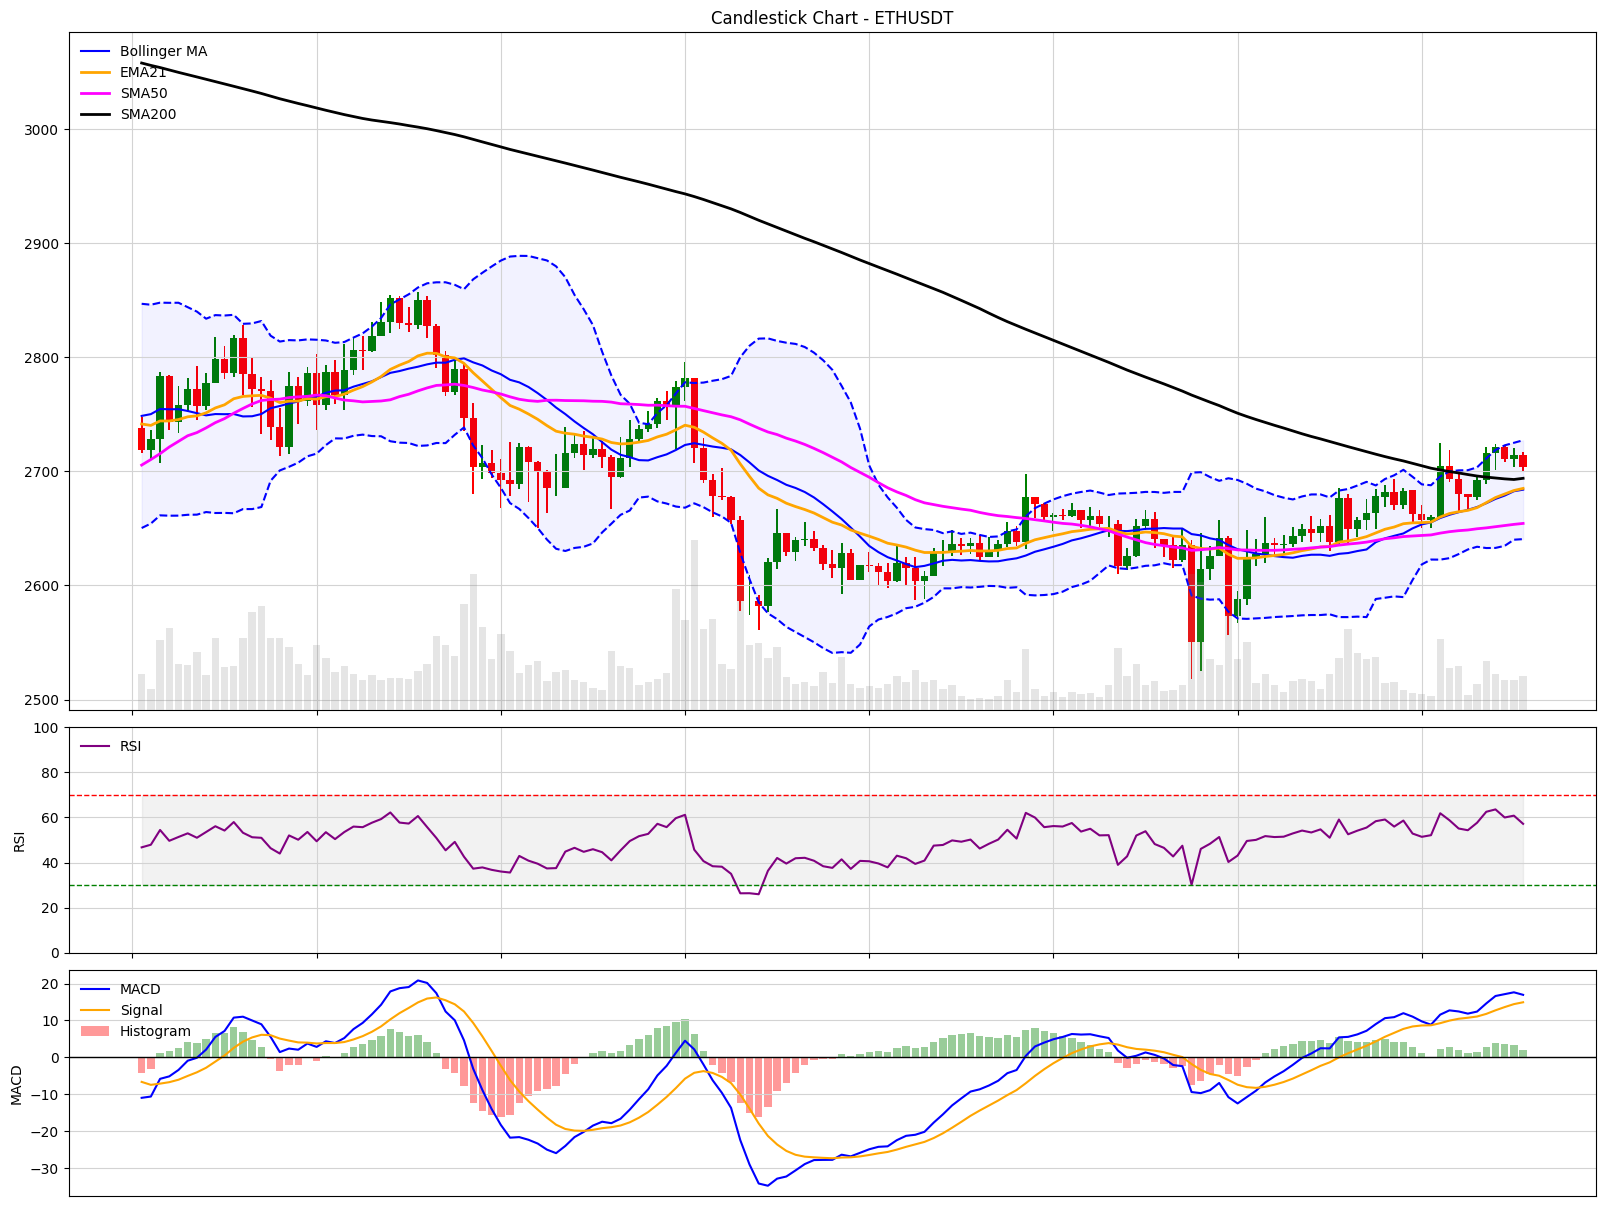 Candlestick Chart - ETHUSDT
Bollinger MA
EMA21
SMA50
SMA200
3000
2900
2800
2700
2600
2500
100
80
60
40
20
0
RSI
RSI
20
10
0
−10
−20
−30
MACD
MACD
Signal
Histogram